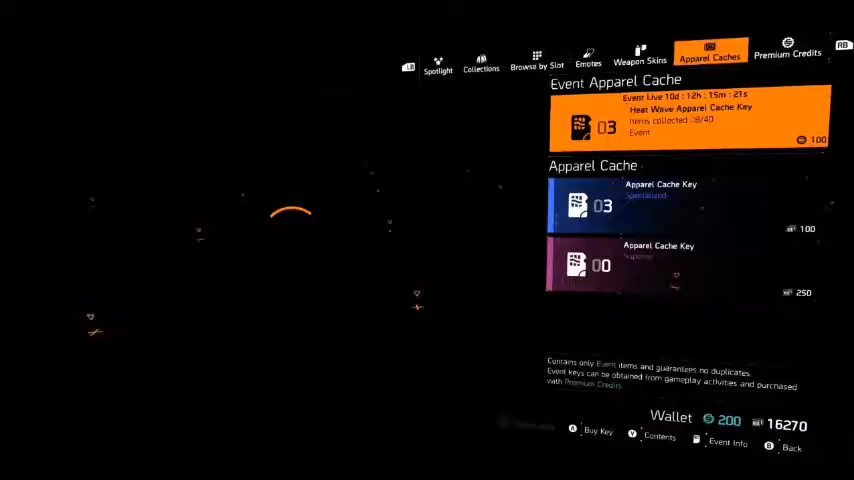 LB
RB
Spotlight
Collections
Browse by Slot
Emotes
Weapon Skins
Apparel Caches
Premium Credits
Event Apparel Cache
Event Live 10d : 12h : 15m : 21s
Heat Wave Apparel Cache Key
03
Items collected 08/40
Event
100
Apparel Cache
Apparel Cache Key
03
Specialized
100
Apparel Cache Key
00
250
Contains only Event items and guarantees no duplicates.
Event keys can be obtained from gameplay activities and purchased
with Premium Credits.
Wallet 200 16270
A Buy Key
Y Contents
Event Info
B Back